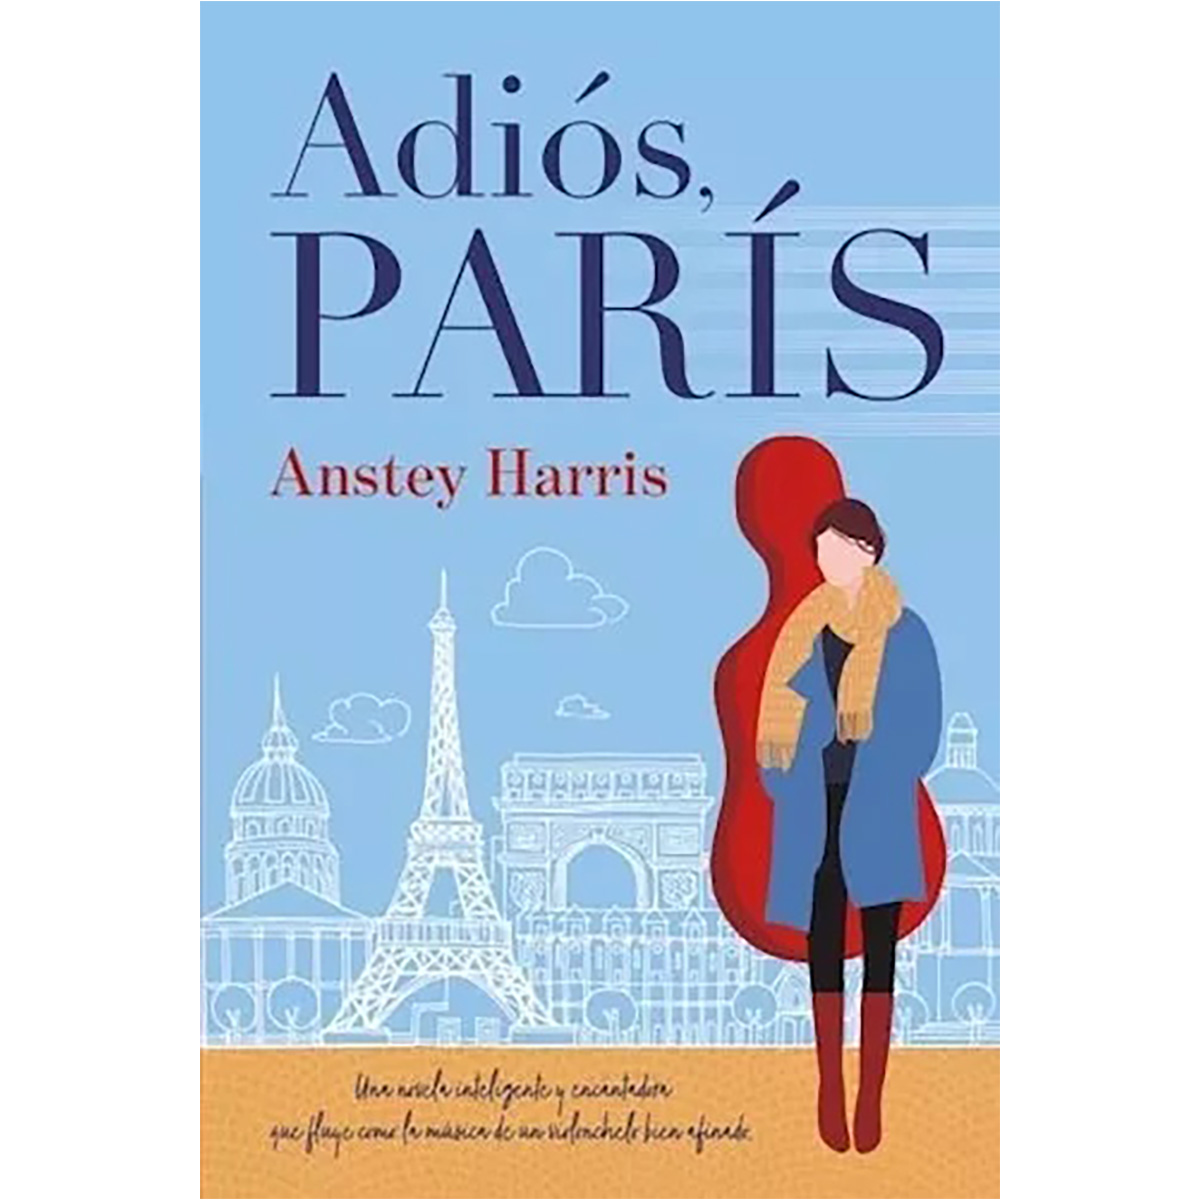 Adiós,
PARÍS
Anstey Harris
Una novela inteligente y encantadora
que fluye como la música de un violonchelo bien afinado.